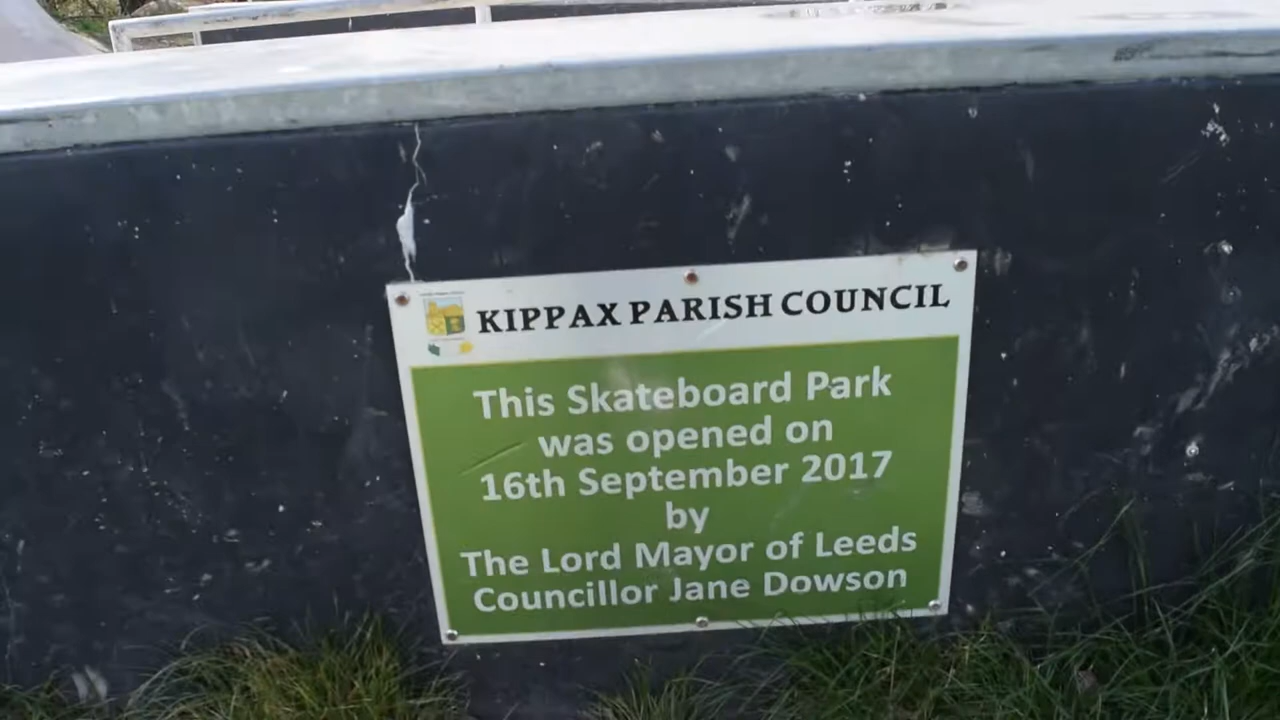 KIPPAX PARISH COUNCIL
This Skateboard Park
was opened on
16th September 2017
by
The Lord Mayor of Leeds
Councillor Jane Dowson